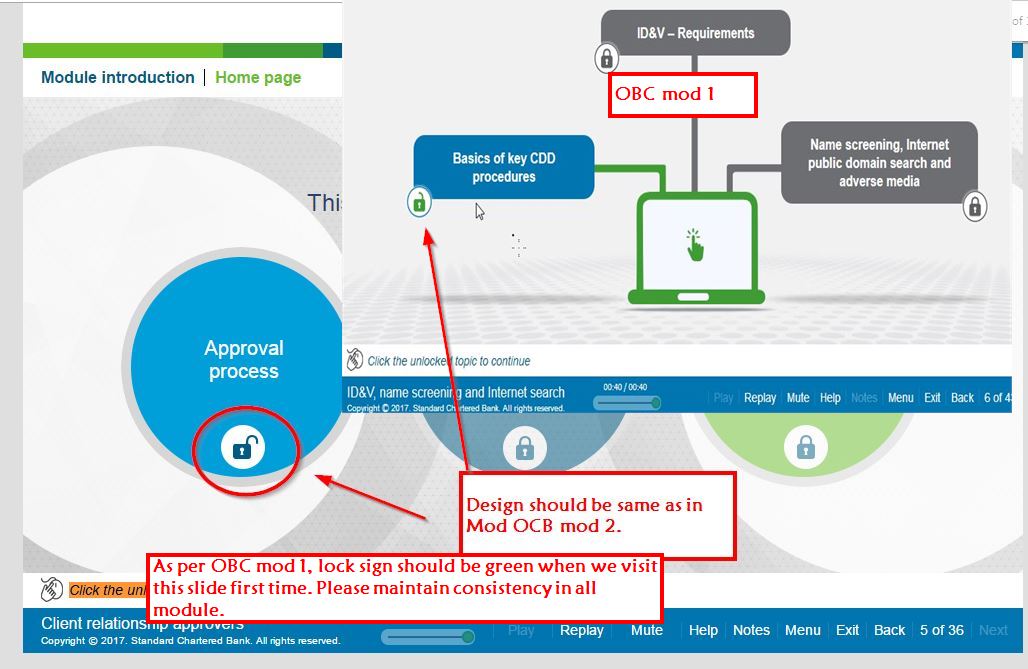 of
Module introduction | Home page
ID&V – Requirements
OBC mod 1
Basics of key CDD
procedures
Name screening, Internet
public domain search and
adverse media
Click the unlocked topic to continue
ID&V, name screening and Internet search
Copyright © 2017. Standard Chartered Bank. All rights reserved.
00:40 / 00:40
Play Replay Mute Help Notes Menu Exit Back 6 of 43
Approval
process
Design should be same as in
Mod OCB mod 2.
As per OBC mod 1, lock sign should be green when we visit
this slide first time. Please maintain consistency in all
module.
Click the
Client relationship approvers
Copyright © 2017. Standard Chartered Bank. All rights reserved.
Play Replay Mute Help Notes Menu Exit Back 5 of 36 Next